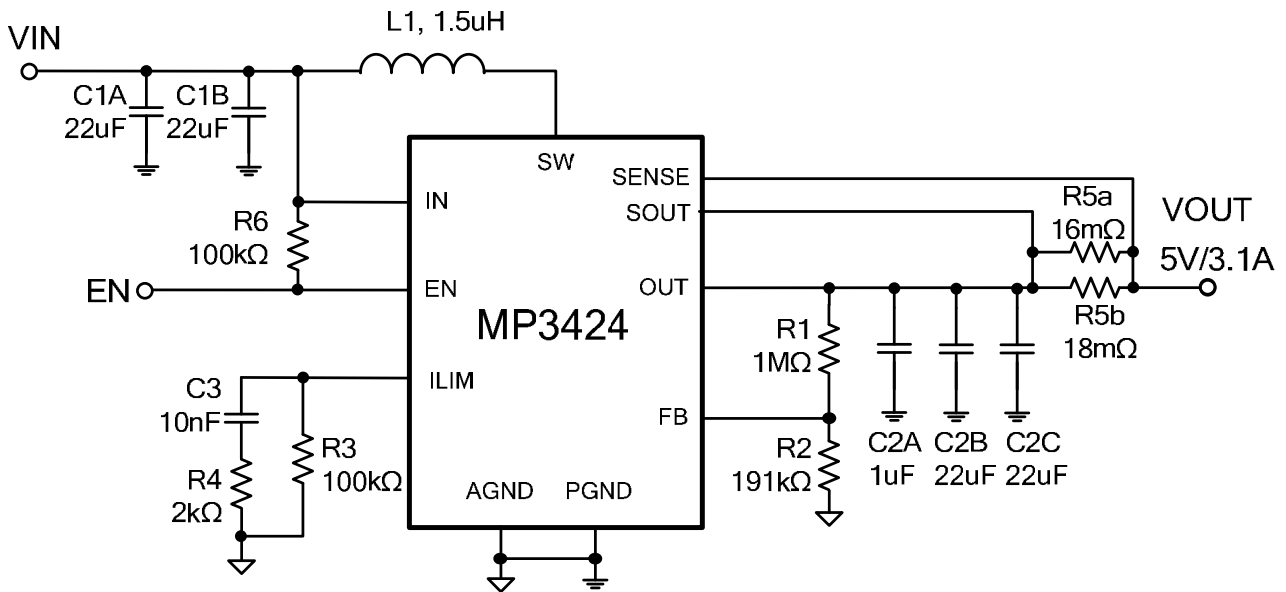 L1, 1.5uH
VIN
C1A
22uF
C1B
22uF
SW
SENSE
SOUT
R5a
16mΩ
VOUT
5V/3.1A
IN
R6
100kΩ
EN
EN
OUT
MP3424
R5b
18mΩ
R1
1MΩ
ILIM
C3
10nF
FB
R3
100kΩ
R4
2kΩ
R2
191kΩ
C2A
1uF
C2B
22uF
C2C
22uF
AGND
PGND